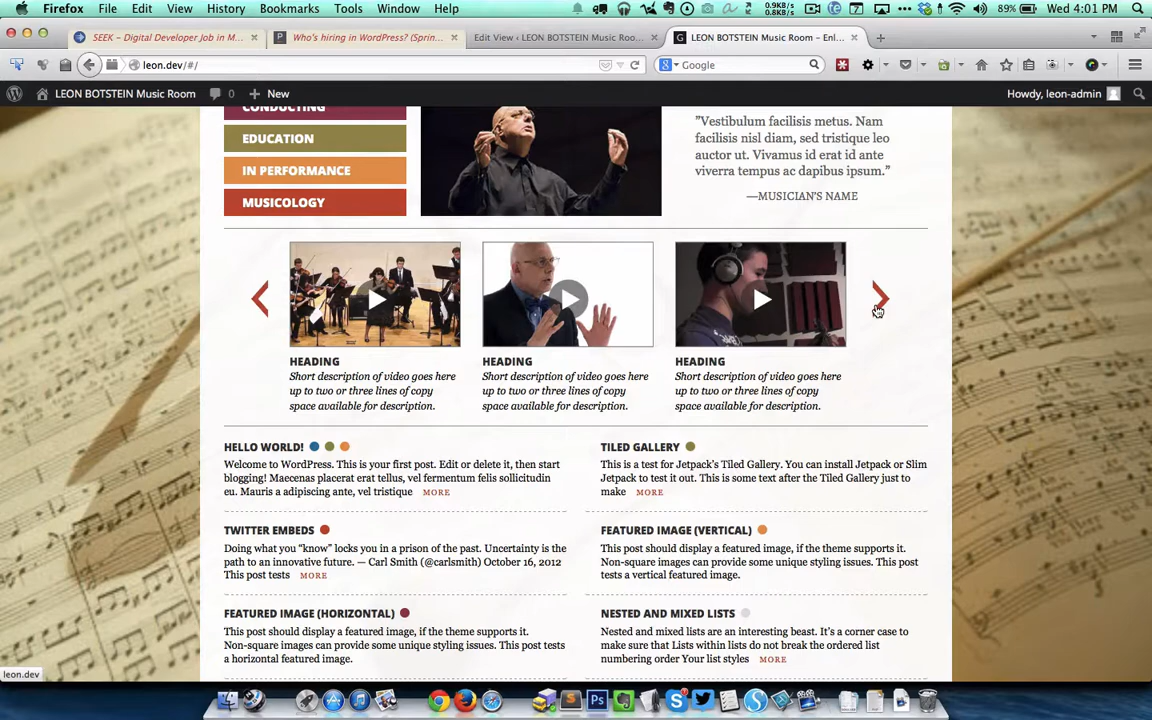 Firefox File Edit View History Bookmarks Tools Window Help 0.9KB/s 0.8KB/s 7 89% Wed 4:01 PM
SEEK – Digital Developer Job in M... Who's hiring in WordPress? (Sprin... Edit View ‹ LEON BOTSTEIN Music Roo... LEON BOTSTEIN Music Room – Enl...
leon.dev/#/ Google
LEON BOTSTEIN Music Room 0 New Howdy, leon-admin
CONDUCTING
EDUCATION
IN PERFORMANCE
MUSICOLOGY
"Vestibulum facilisis metus. Nam
facilisis nisl diam, sed tristique leo
auctor ut. Vivamus id erat id ante
viverra tempus ac dapibus ipsum."
—MUSICIAN'S NAME
HEADING
Short description of video goes here
up to two or three lines of copy
space available for description.
HEADING
Short description of video goes here
up to two or three lines of copy
space available for description.
HEADING
Short description of video goes here
up to two or three lines of copy
space available for description.
HELLO WORLD!
Welcome to WordPress. This is your first post. Edit or delete it, then start
blogging! Maecenas placerat erat tellus, vel fermentum felis sollicitudin
eu. Mauris a adipiscing ante, vel tristique MORE
TILED GALLERY
This is a test for Jetpack's Tiled Gallery. You can install Jetpack or Slim
Jetpack to test it out. This is some text after the Tiled Gallery just to
make MORE
TWITTER EMBEDS
Doing what you "know" locks you in a prison of the past. Uncertainty is the
path to an innovative future. — Carl Smith (@carlsmith) October 16, 2012
This post tests MORE
FEATURED IMAGE (VERTICAL)
This post should display a featured image, if the theme supports it.
Non-square images can provide some unique styling issues. This post
tests a vertical featured image.
FEATURED IMAGE (HORIZONTAL)
This post should display a featured image, if the theme supports it.
Non-square images can provide some unique styling issues. This post tests
a horizontal featured image.
NESTED AND MIXED LISTS
Nested and mixed lists are an interesting beast. It's a corner case to
make sure that Lists within lists do not break the ordered list
numbering order Your list styles MORE
leon.dev